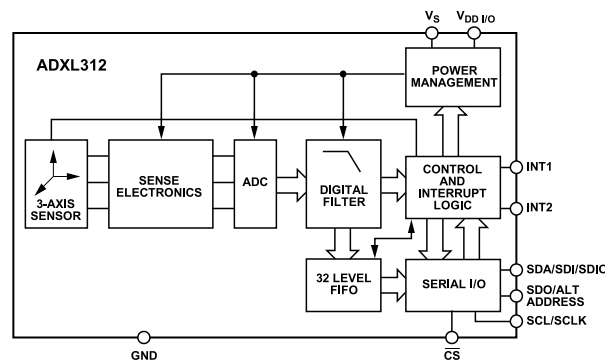 VS
VDD I/O
ADXL312
POWER
MANAGEMENT
3-AXIS
SENSOR
SENSE
ELECTRONICS
ADC
DIGITAL
FILTER
CONTROL
AND
INTERRUPT
LOGIC
INT1
INT2
32 LEVEL
FIFO
SERIAL I/O
SDA/SDI/SDIO
SDO/ALT
ADDRESS
SCL/SCLK
GND
CS